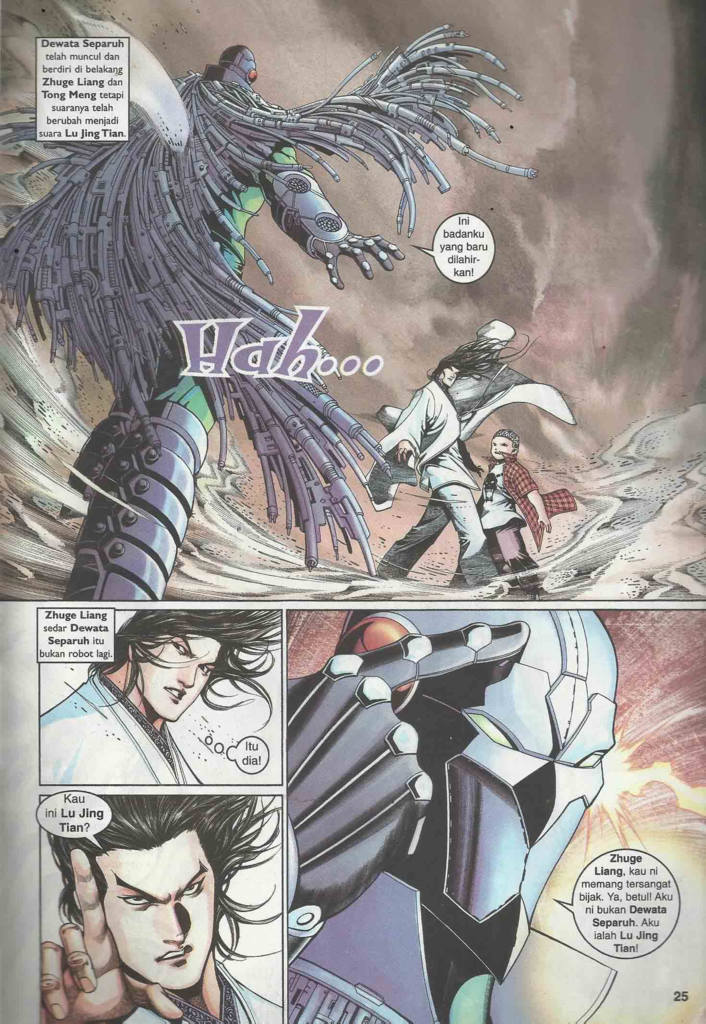 Dewata Separuh
telah muncul dan
berdiri di belakang
Zhuge Liang dan
Tong Meng tetapi
suaranya telah
berubah menjadi
suara Lu Jing Tian.
Ini
badanku
yang baru
dilahir-
kan!
Hah...
Zhuge Liang
sedar Dewata
Separuh itu
bukan robot lagi.
Itu
dia!
Kau
ini Lu Jing
Tian?
Zhuge
Liang, kau ni
memang tersangat
bijak. Ya, betul! Aku
ni bukan Dewata
Separuh. Aku
ialah Lu Jing
Tian!
25